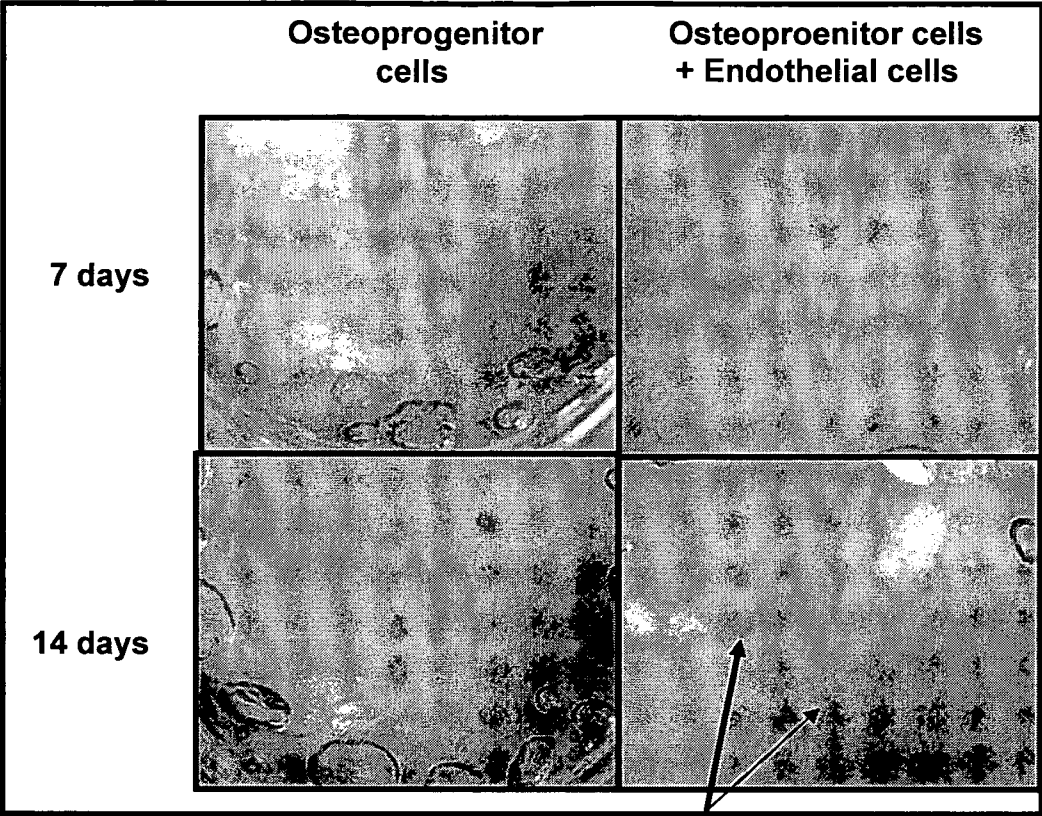 Osteoprogenitor
cells
Osteoproenitor cells
+ Endothelial cells
7 days
14 days